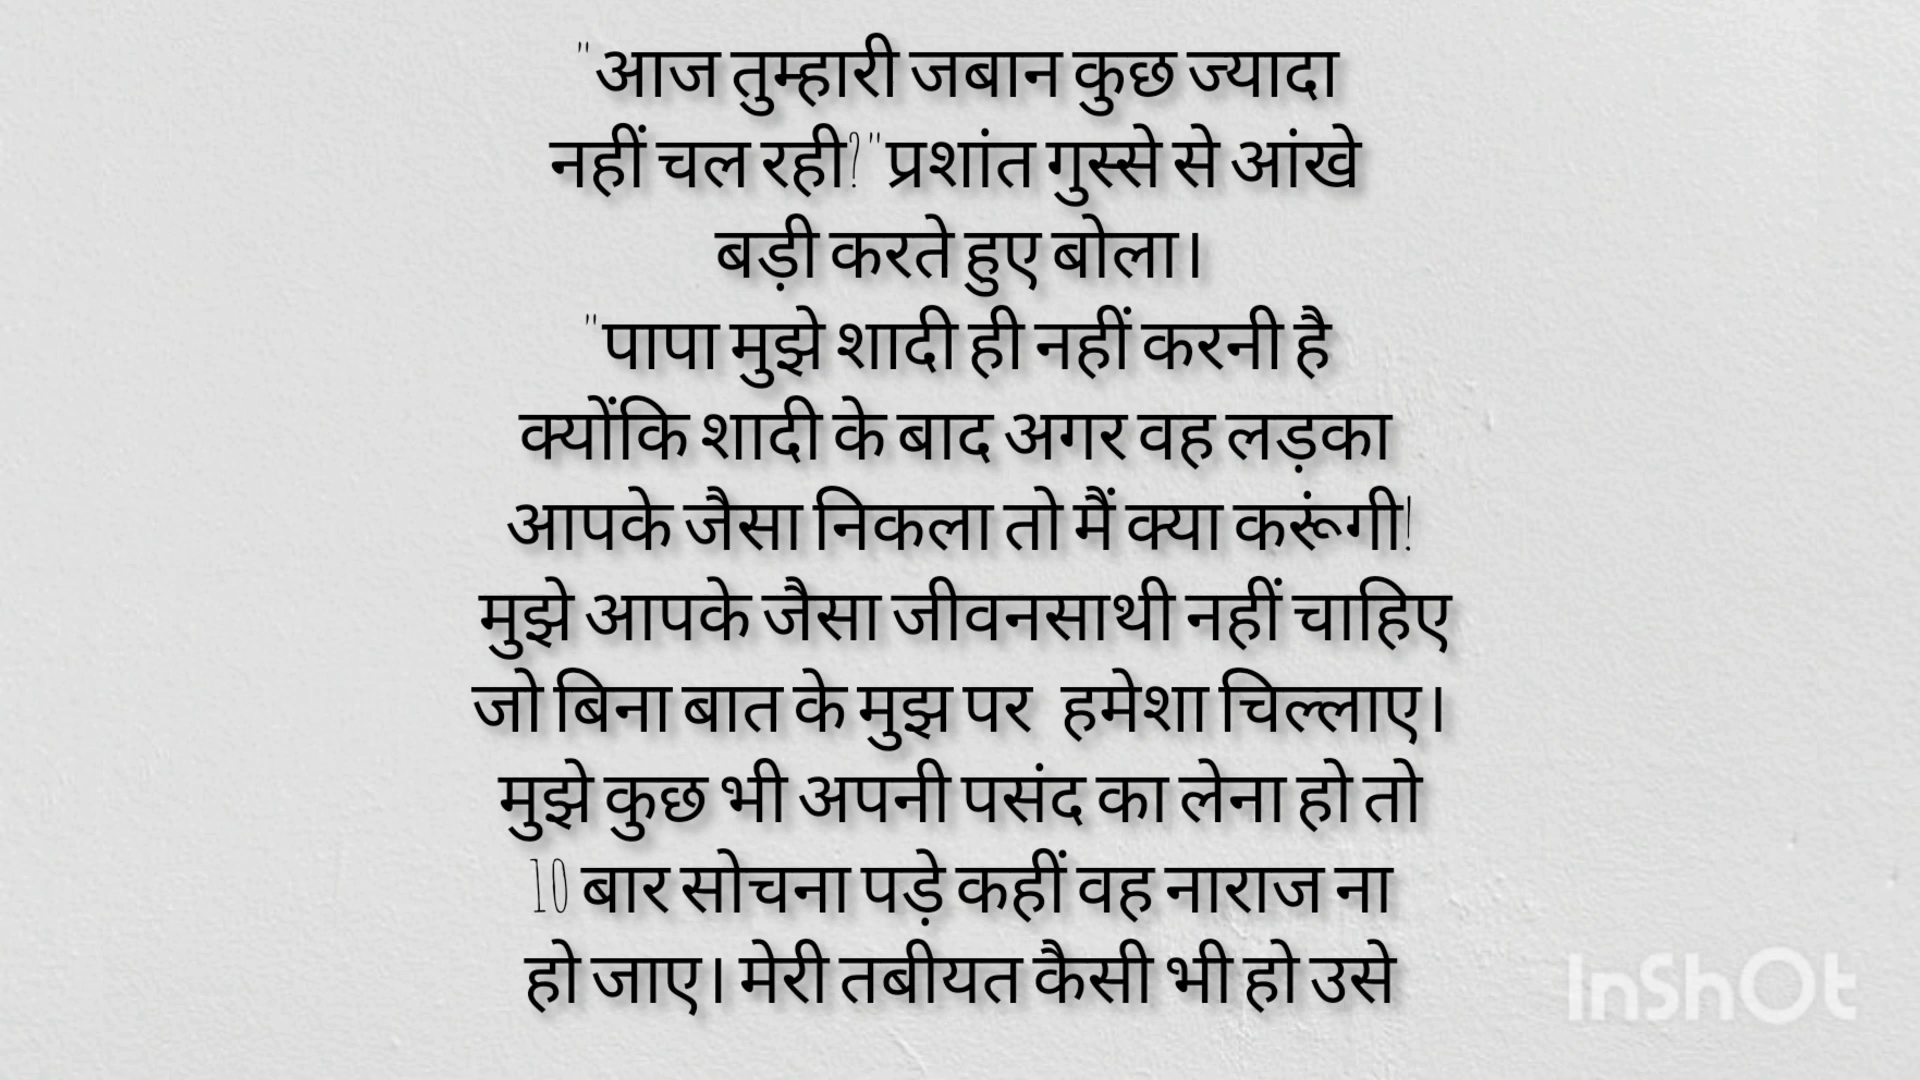 "आज तुम्हारी जबान कुछ ज्यादा
नहीं चल रही?"प्रशांत गुस्से से आंखे
बड़ी करते हुए बोला।
"पापा मुझे शादी ही नहीं करनी है
क्योंकि शादी के बाद अगर वह लड़का
आपके जैसा निकला तो मैं क्या करूंगी!
मुझे आपके जैसा जीवनसाथी नहीं चाहिए
जो बिना बात के मुझ पर  हमेशा चिल्लाए।
मुझे कुछ भी अपनी पसंद का लेना हो तो
10 बार सोचना पड़े कहीं वह नाराज ना
हो जाए। मेरी तबीयत कैसी भी हो उसे
InShOt